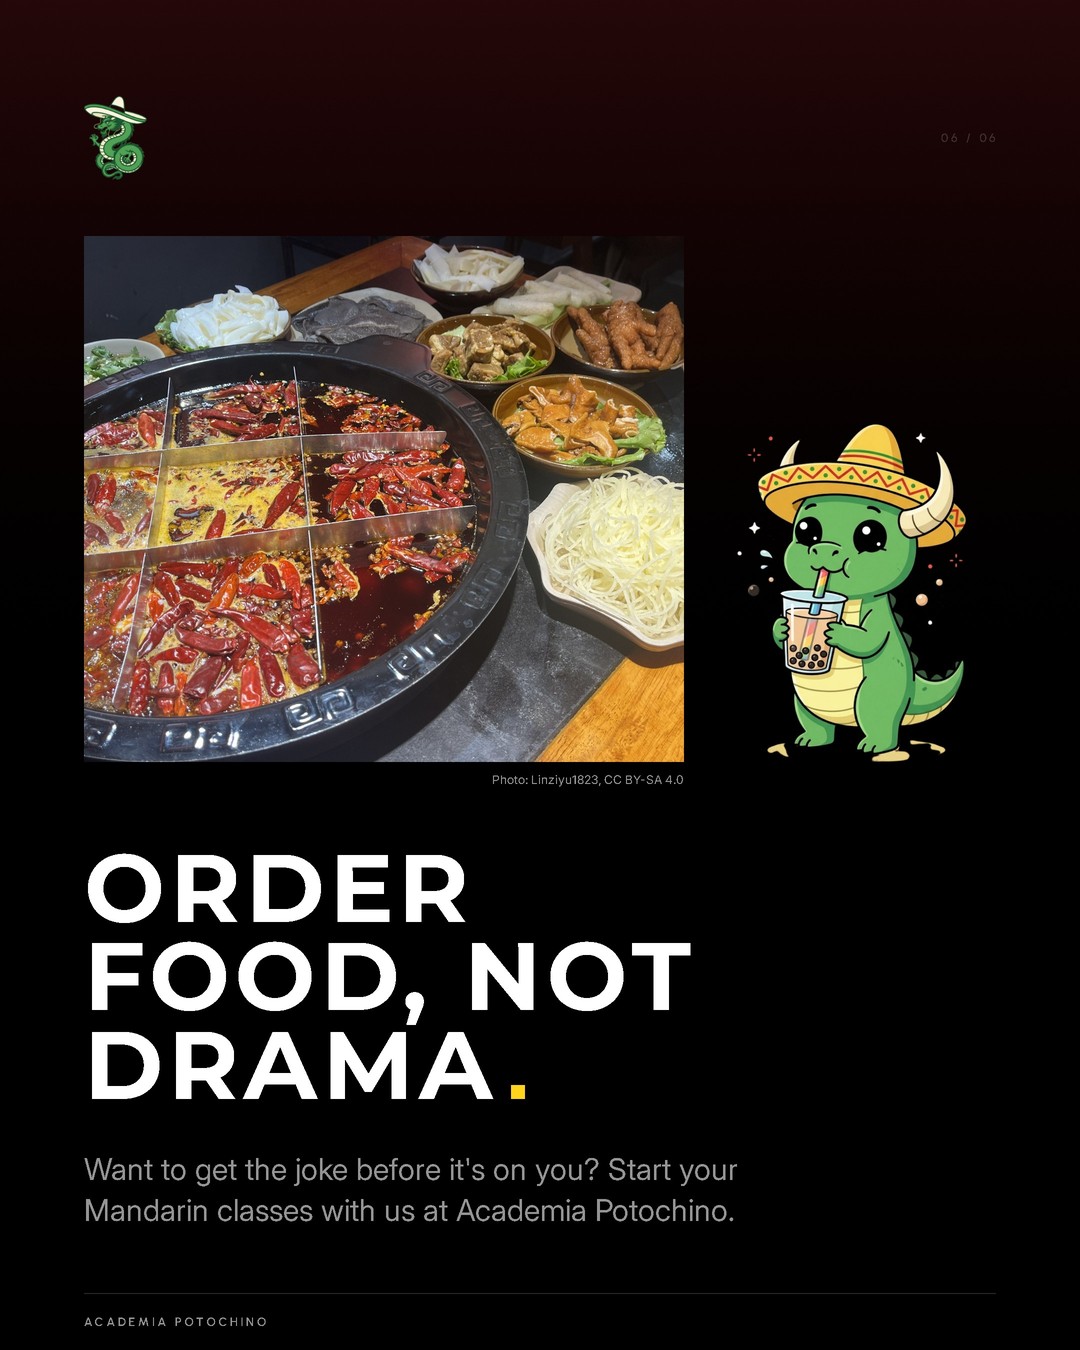 06 / 06
Photo: Linziyu1823, CC BY-SA 4.0
ORDER
FOOD, NOT
DRAMA.
Want to get the joke before it's on you? Start your
Mandarin classes with us at Academia Potochino.
ACADEMIA POTOCHINO